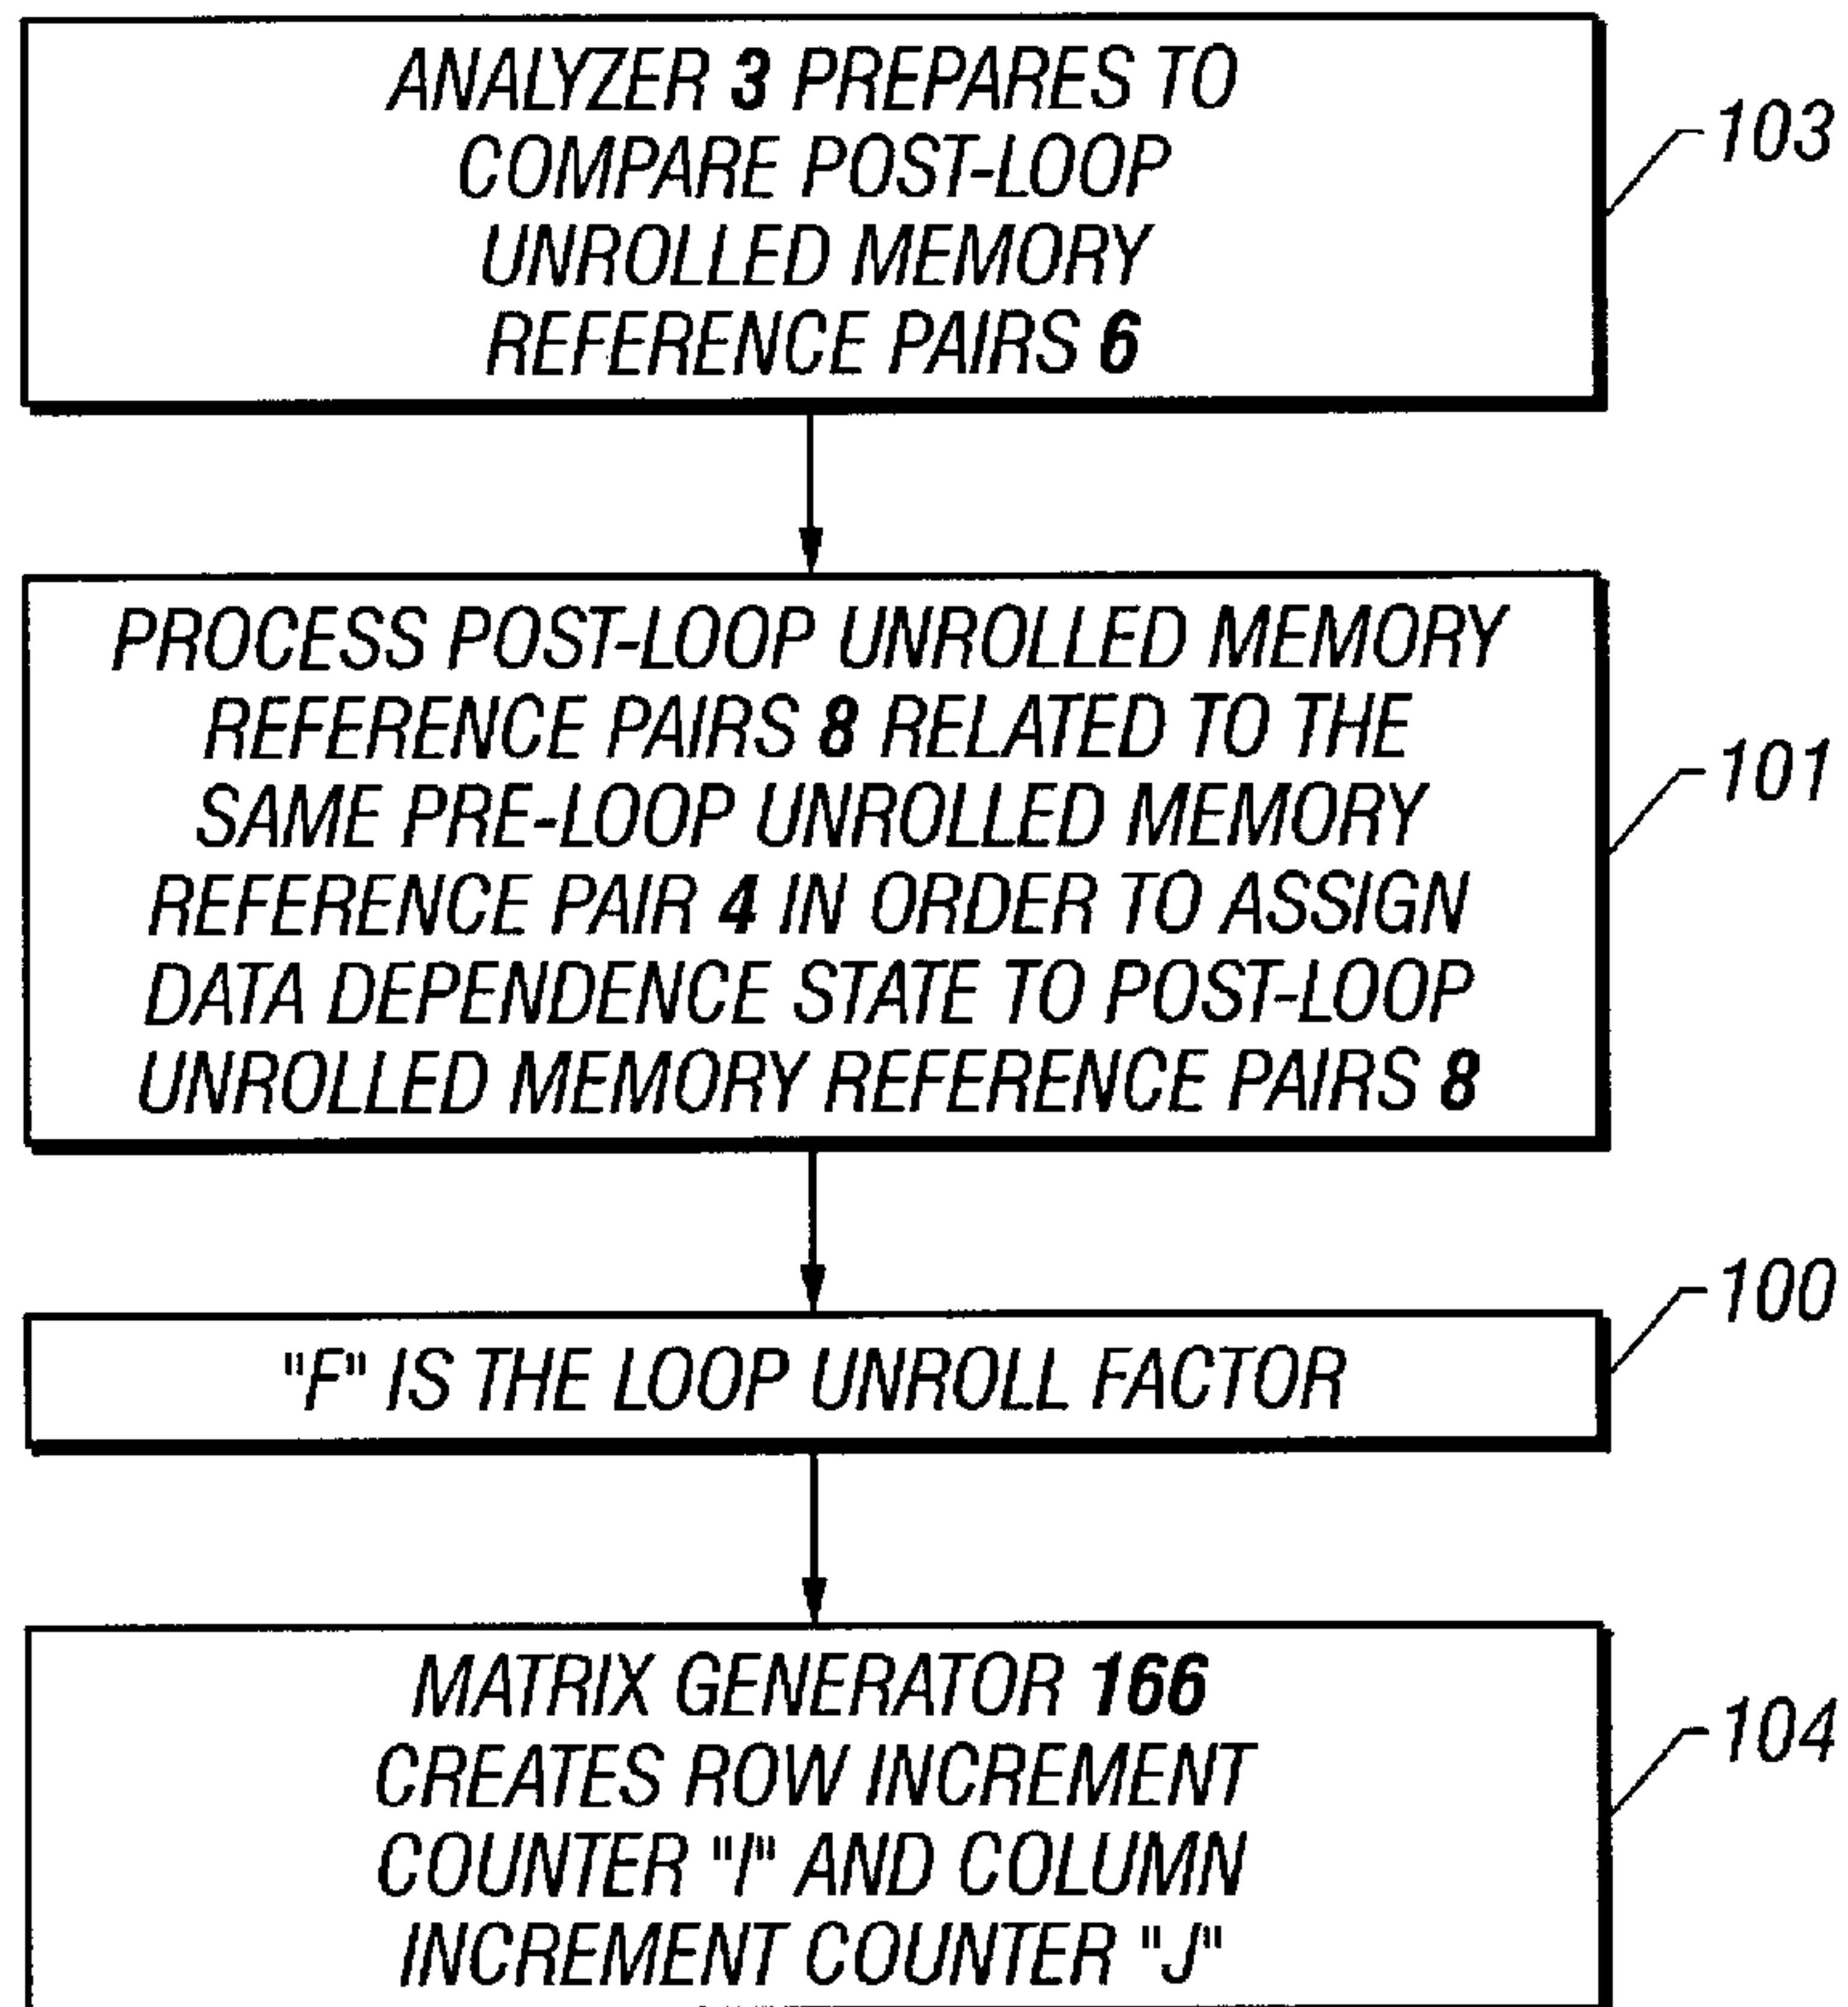 ANALYZER 3 PREPARES TO
COMPARE POST-LOOP
UNROLLED MEMORY
REFERENCE PAIRS 6
103
PROCESS POST-LOOP UNROLLED MEMORY
REFERENCE PAIRS 8 RELATED TO THE
SAME PRE-LOOP UNROLLED MEMORY
REFERENCE PAIR 4 IN ORDER TO ASSIGN
DATA DEPENDENCE STATE TO POST-LOOP
UNROLLED MEMORY REFERENCE PAIRS 8
101
"F" IS THE LOOP UNROLL FACTOR
100
MATRIX GENERATOR 166
CREATES ROW INCREMENT
COUNTER "I" AND COLUMN
INCREMENT COUNTER "J"
104